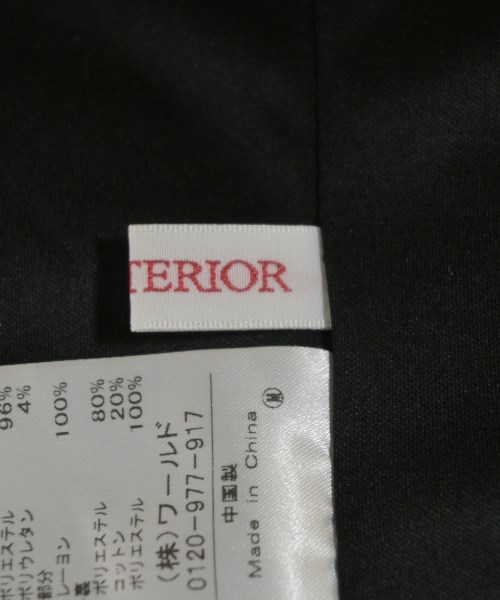 TERIOR
ポリエステル 96%
ポリウレタン 4%
部分
レーヨン 100%
裏
ポリエステル 80%
コットン 20%
ポリエステル 100%
(株)ワールド
0120-977-917
中国製
Made in China
M